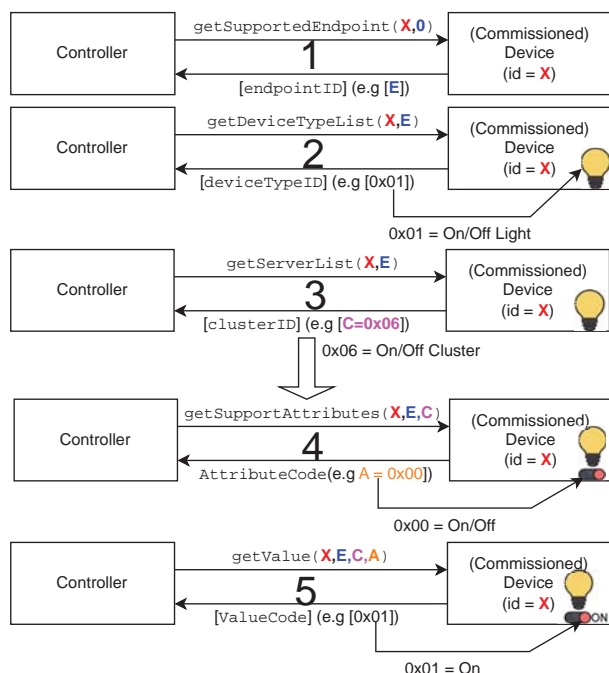 getSupportedEndpoint(X,0)
Controller
1
(Commissioned)
Device
(id = X)
[endpointID] (e.g [E])
getDeviceTypeList(X,E)
Controller
2
(Commissioned)
Device
(id = X)
[deviceTypeID] (e.g [0x01])
0x01 = On/Off Light
getServerList(X,E)
Controller
3
(Commissioned)
Device
(id = X)
[clusterID] (e.g [C=0x06])
0x06 = On/Off Cluster
getSupportAttributes(X,E,C)
Controller
4
(Commissioned)
Device
(id = X)
AttributeCode(e.g A = 0x00])
0x00 = On/Off
getValue(X,E,C,A)
Controller
5
(Commissioned)
Device
(id = X)
ON
[ValueCode] (e.g [0x01])
0x01 = On